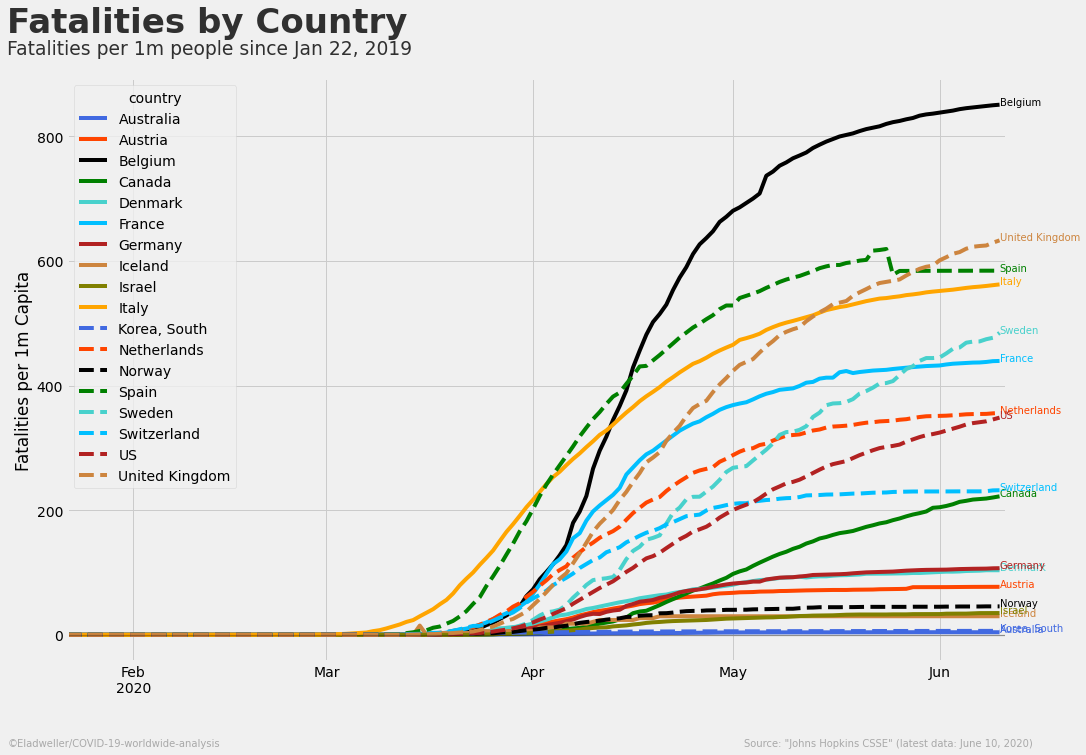 Fatalities by Country
Fatalities per 1m people since Jan 22, 2019
Fatalities per 1m Capita
800
600
400
200
0
country
Australia
Austria
Belgium
Canada
Denmark
France
Germany
Iceland
Israel
Italy
Korea, South
Netherlands
Norway
Spain
Sweden
Switzerland
US
United Kingdom
Belgium
United Kingdom
Spain
Italy
Sweden
France
Netherlands
US
Switzerland
Canada
Germany
Denmark
Austria
Norway
Israel
Iceland
Korea, South
Australia
Feb
2020
Mar
Apr
May
Jun
©Eladweller/COVID-19-worldwide-analysis
Source: "Johns Hopkins CSSE" (latest data: June 10, 2020)